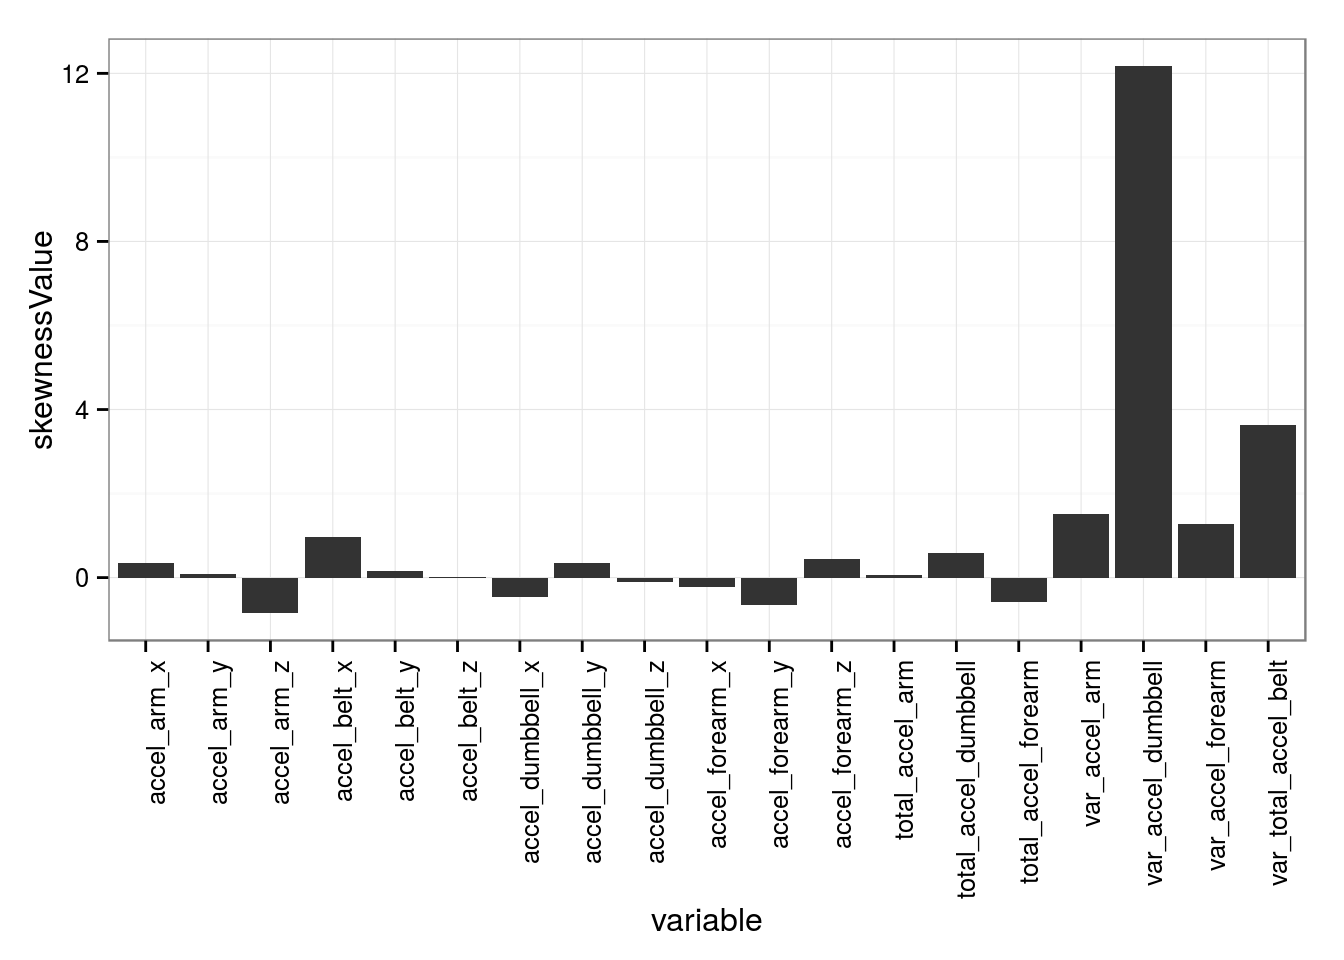 skewnessValue
12
8
4
0
accel_arm_x
accel_arm_y
accel_arm_z
accel_belt_x
accel_belt_y
accel_belt_z
accel_dumbbell_x
accel_dumbbell_y
accel_dumbbell_z
accel_forearm_x
accel_forearm_y
accel_forearm_z
total_accel_arm
total_accel_dumbbell
total_accel_forearm
var_accel_arm
var_accel_dumbbell
var_accel_forearm
var_total_accel_belt
variable